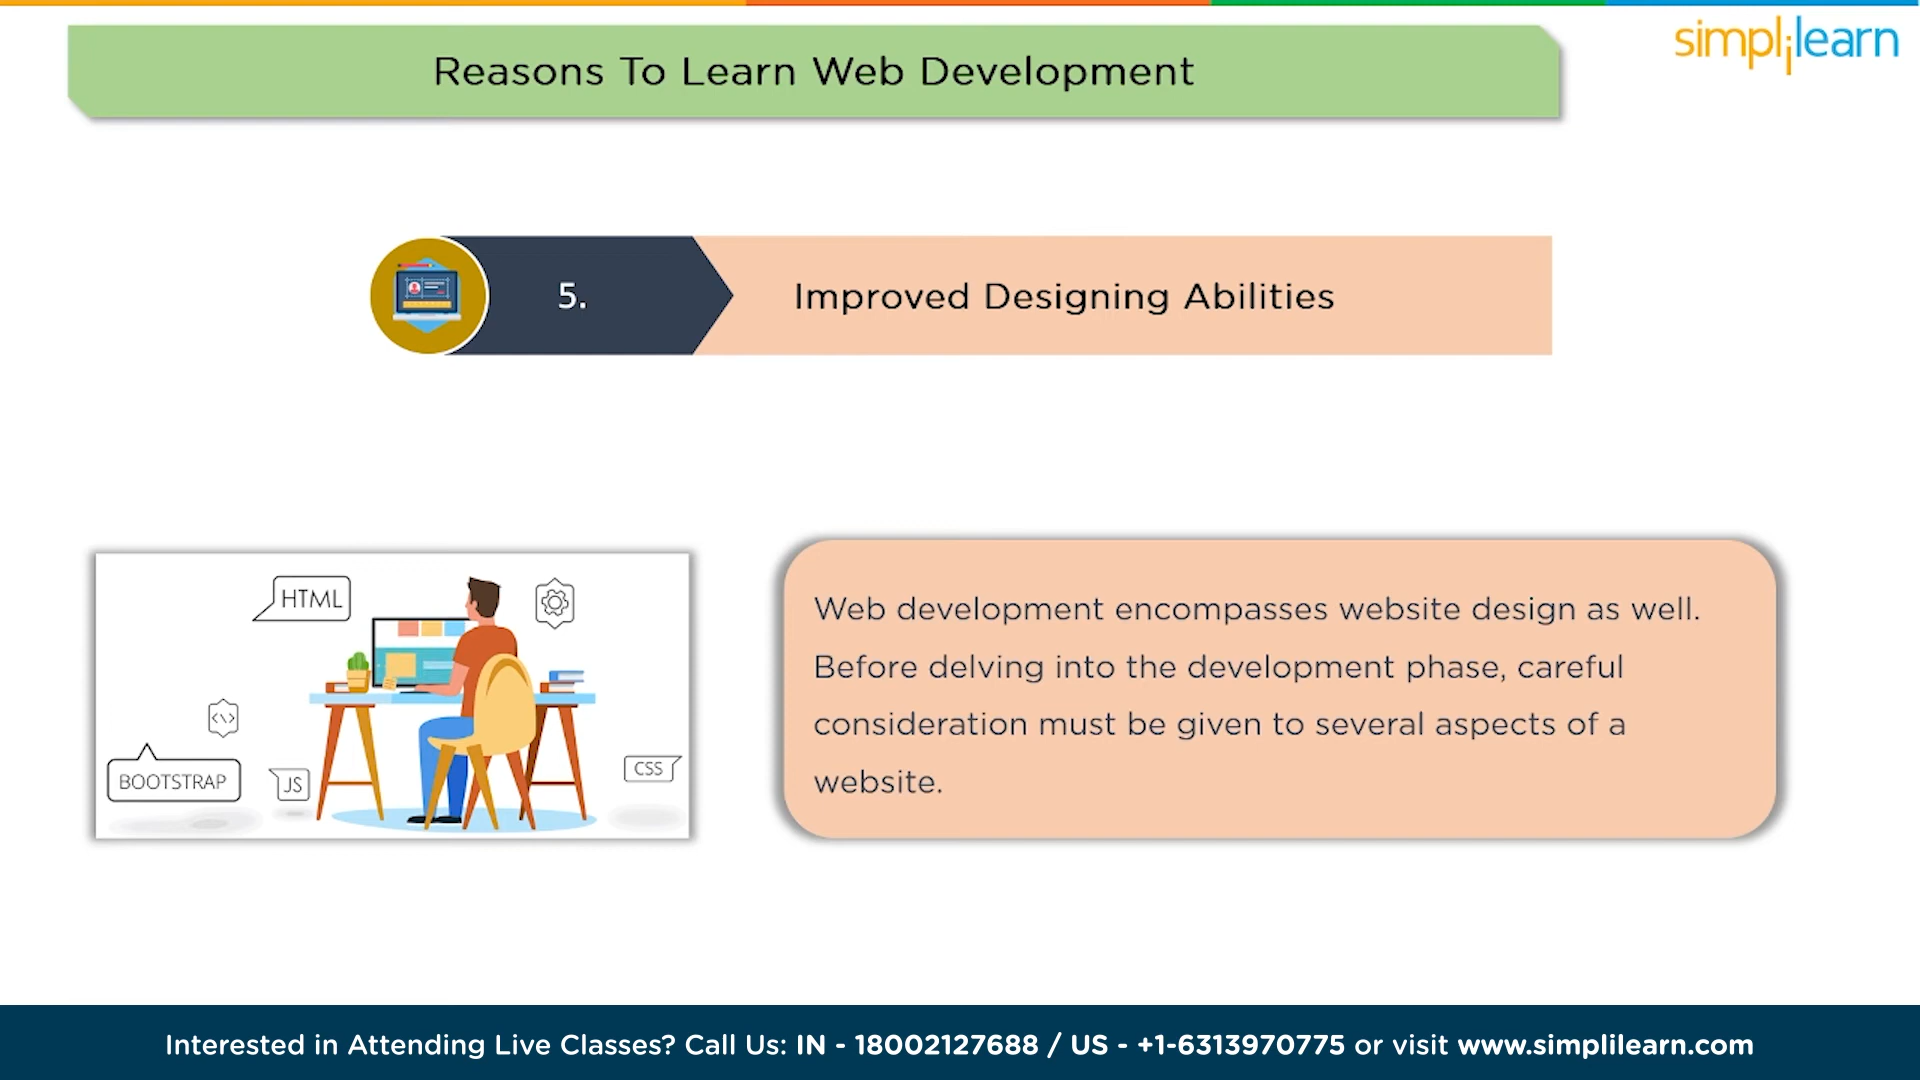 Reasons To Learn Web Development
simplilearn
5.
Improved Designing Abilities
HTML
BOOTSTRAP
JS
CSS
Web development encompasses website design as well.
Before delving into the development phase, careful
consideration must be given to several aspects of a
website.
Interested in Attending Live Classes? Call Us: IN - 18002127688 / US - +1-6313970775 or visit www.simplilearn.com